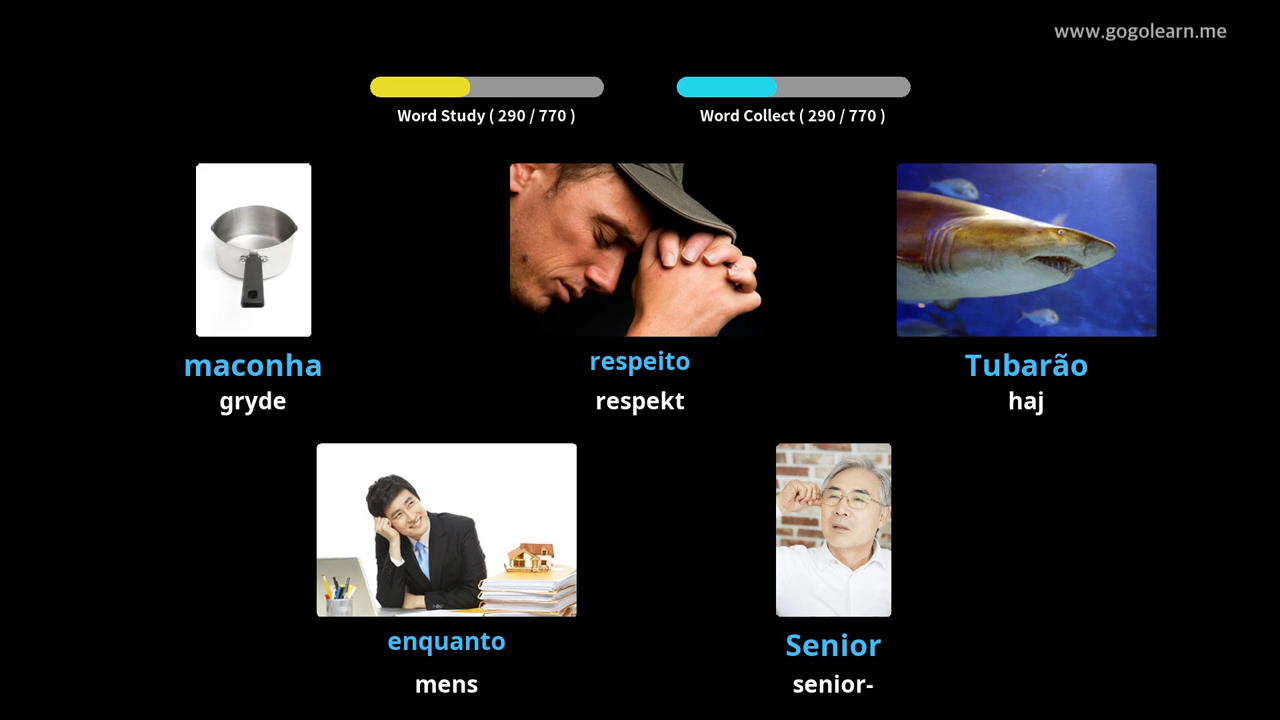 www.gogolearn.me
Word Study ( 290 / 770 )
Word Collect ( 290 / 770 )
maconha
gryde
respeito
respekt
Tubarão
haj
enquanto
mens
Senior
senior-